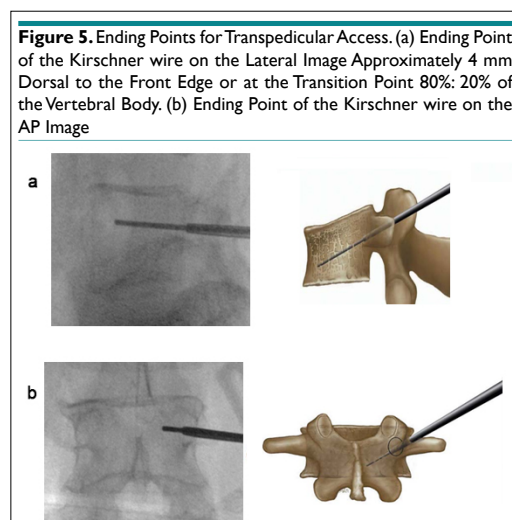 Figure 5. Ending Points for Transpedicular Access. (a) Ending Point
of the Kirschner wire on the Lateral Image Approximately 4 mm
Dorsal to the Front Edge or at the Transition Point 80%: 20% of
the Vertebral Body. (b) Ending Point of the Kirschner wire on the
AP Image
a
b